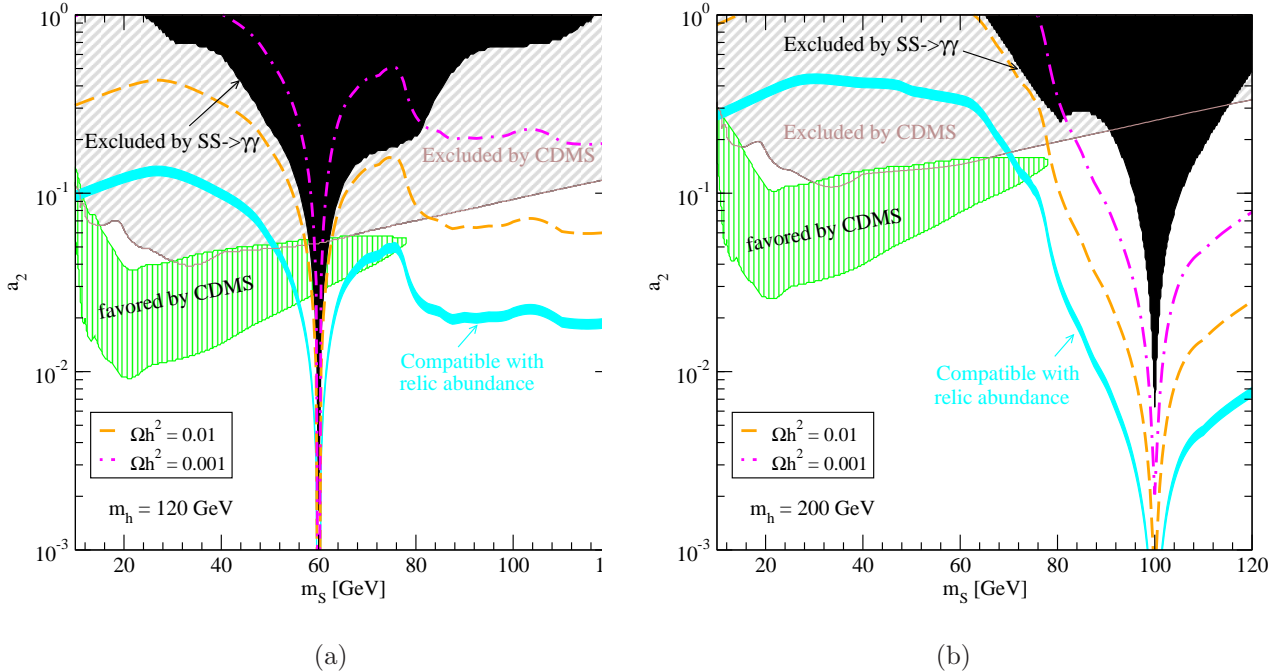 10^0
10^-1
10^-2
10^-3
a_2
Excluded by SS->γγ
Excluded by CDMS
favored by CDMS
Compatible with
relic abundance
Ωh^2 = 0.01
Ωh^2 = 0.001
m_h = 120 GeV
20 40 60 80 100 1
m_S [GeV]
(a)
10^0
10^-1
10^-2
10^-3
a_2
Excluded by SS->γγ
Excluded by CDMS
favored by CDMS
Compatible with
relic abundance
Ωh^2 = 0.01
Ωh^2 = 0.001
m_h = 200 GeV
20 40 60 80 100 120
m_S [GeV]
(b)